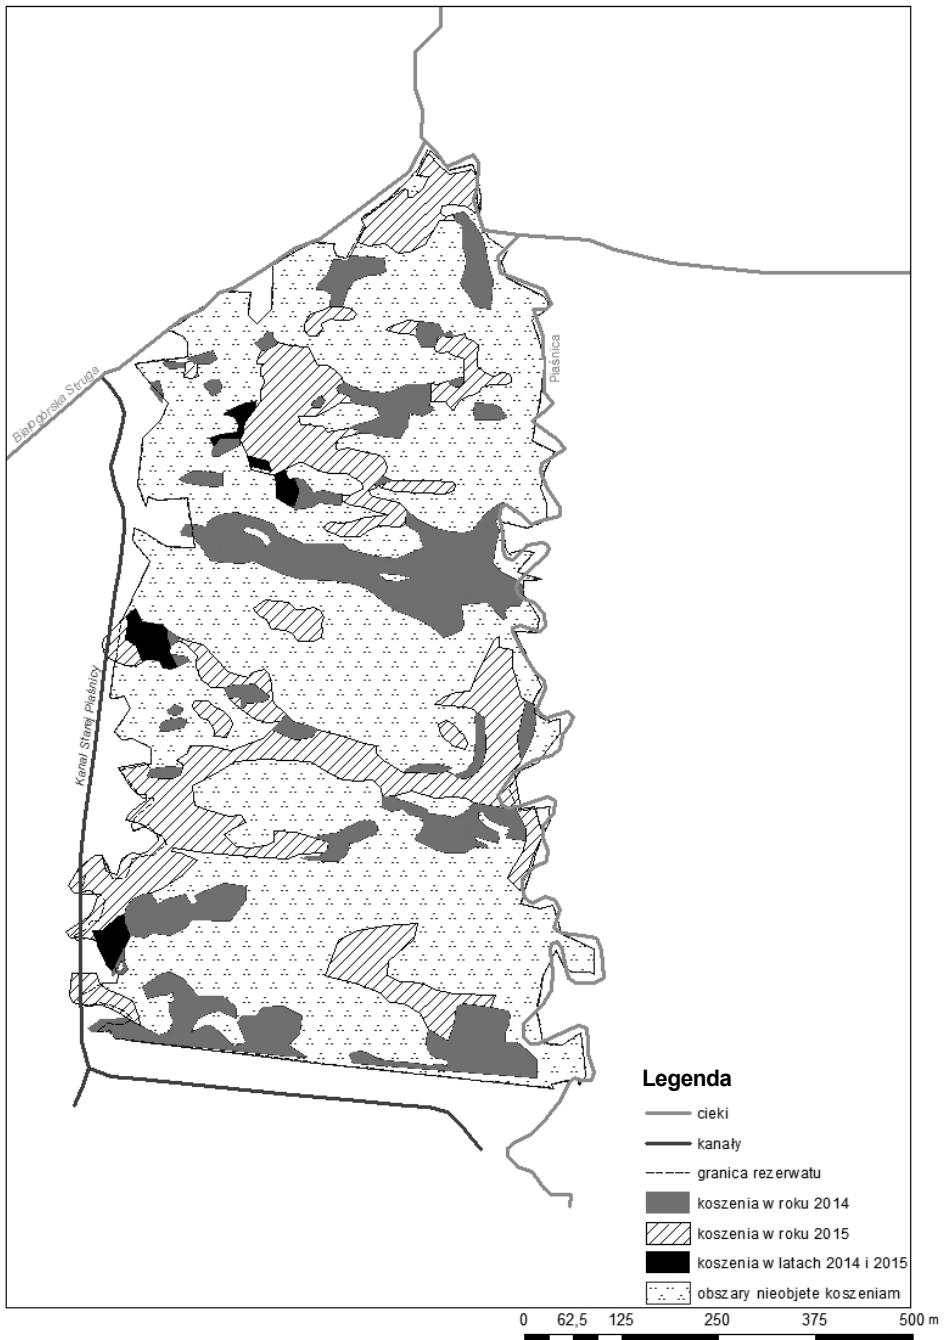 Piaśnica
Białogórska Struga
Kanał Starej Piaśnicy
Legenda
cieki
kanały
granica rezerwatu
koszenia w roku 2014
koszenia w roku 2015
koszenia w latach 2014 i 2015
obszary nieobjete koszeniam
0 62,5 125 250 375 500 m